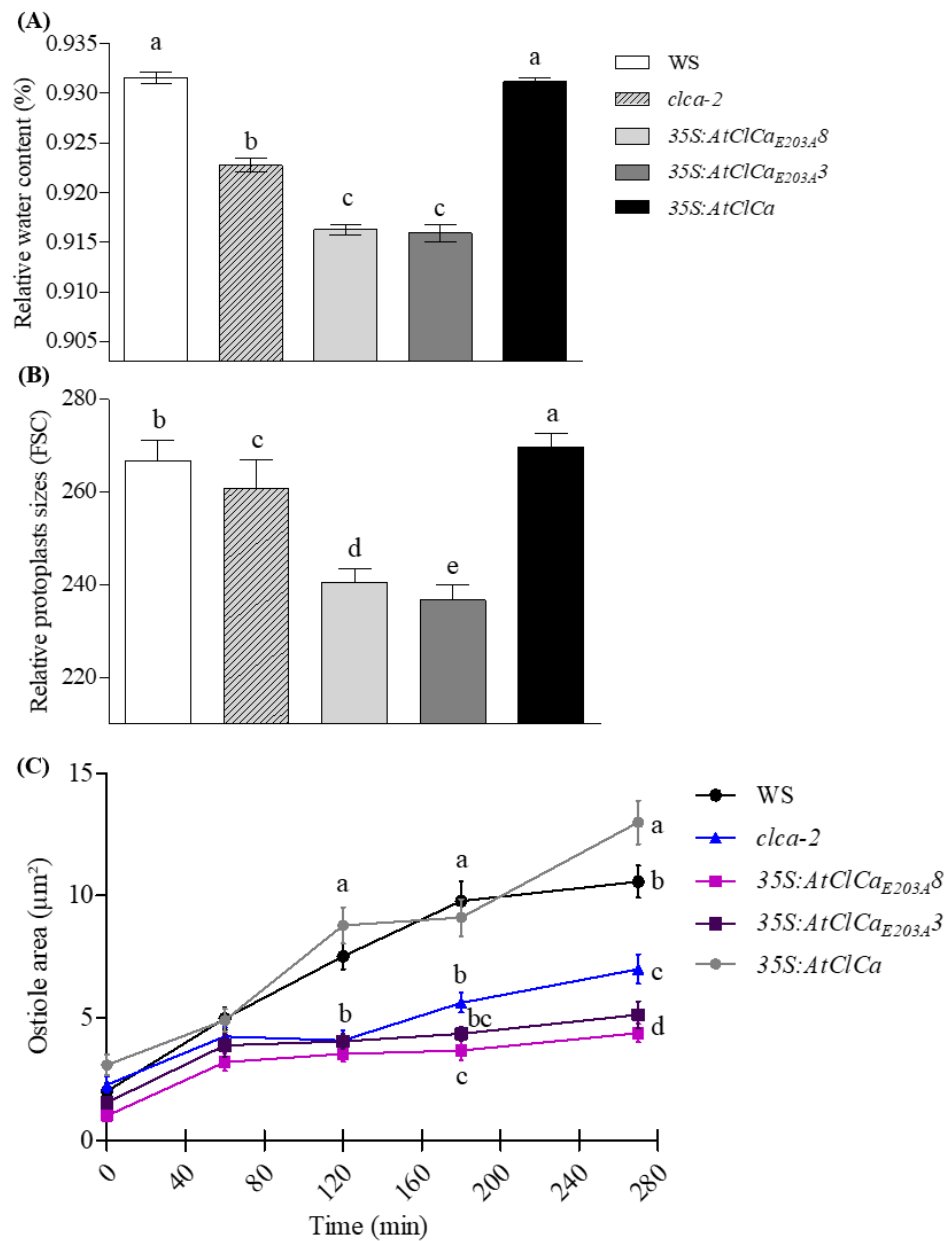 (A)
Relative water content (%)
0.935
0.930
0.925
0.920
0.915
0.910
0.905
a
b
c
c
a
WS
clca-2
35S:AtClCaE203A8
35S:AtClCaE203A3
35S:AtClCa
(B)
Relative protoplasts sizes (FSC)
280
260
240
220
b
c
d
e
a
(C)
Ostiole area (µm²)
15
10
5
0
a
a
a
b
b
c
b
bc
d
c
WS
clca-2
35S:AtClCaE203A8
35S:AtClCaE203A3
35S:AtClCa
0
40
80
120
160
200
240
280
Time (min)